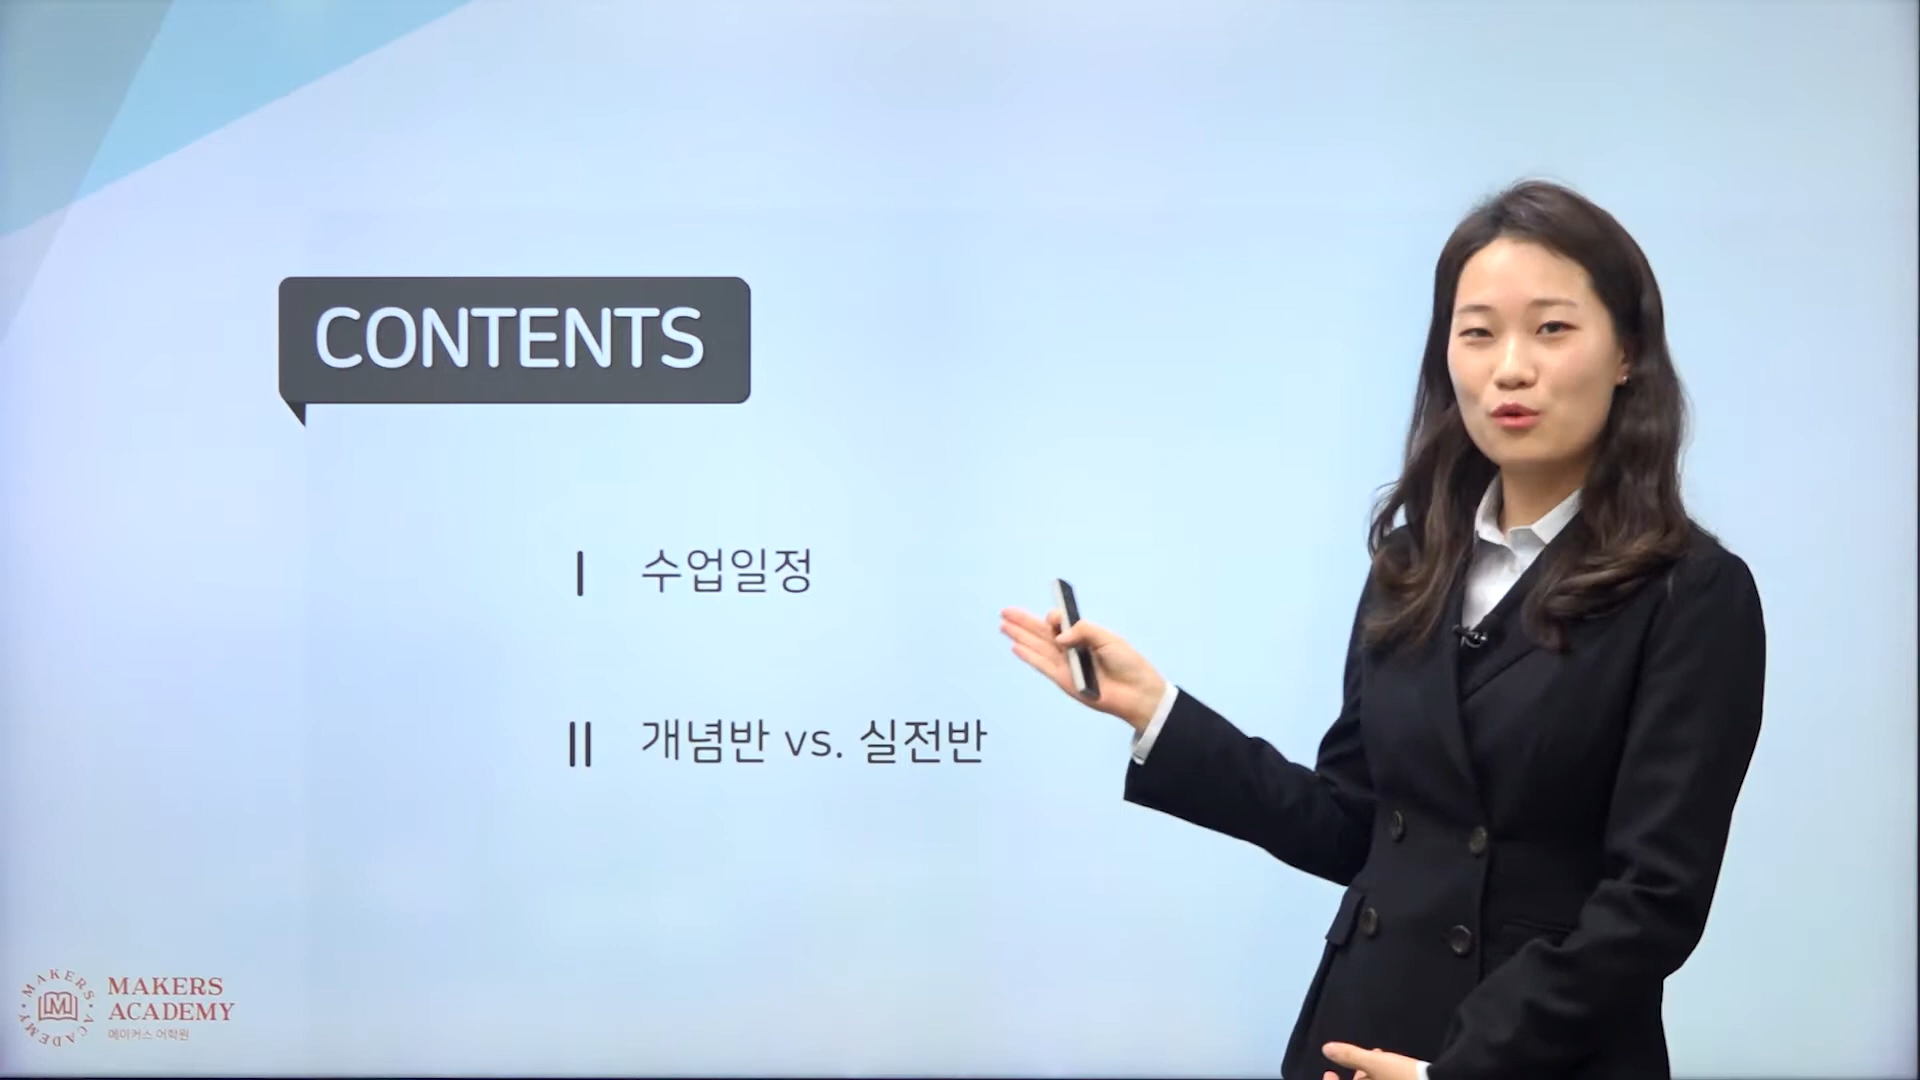 CONTENTS
I 수업일정
II 개념반 vs. 실전반
MAKERS ACADEMY
MAKERS
ACADEMY
메이커스 어학원